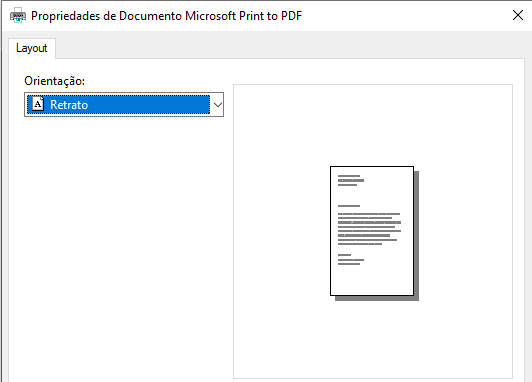 Propriedades de Documento Microsoft Print to PDF
Layout
Orientação:
A Retrato